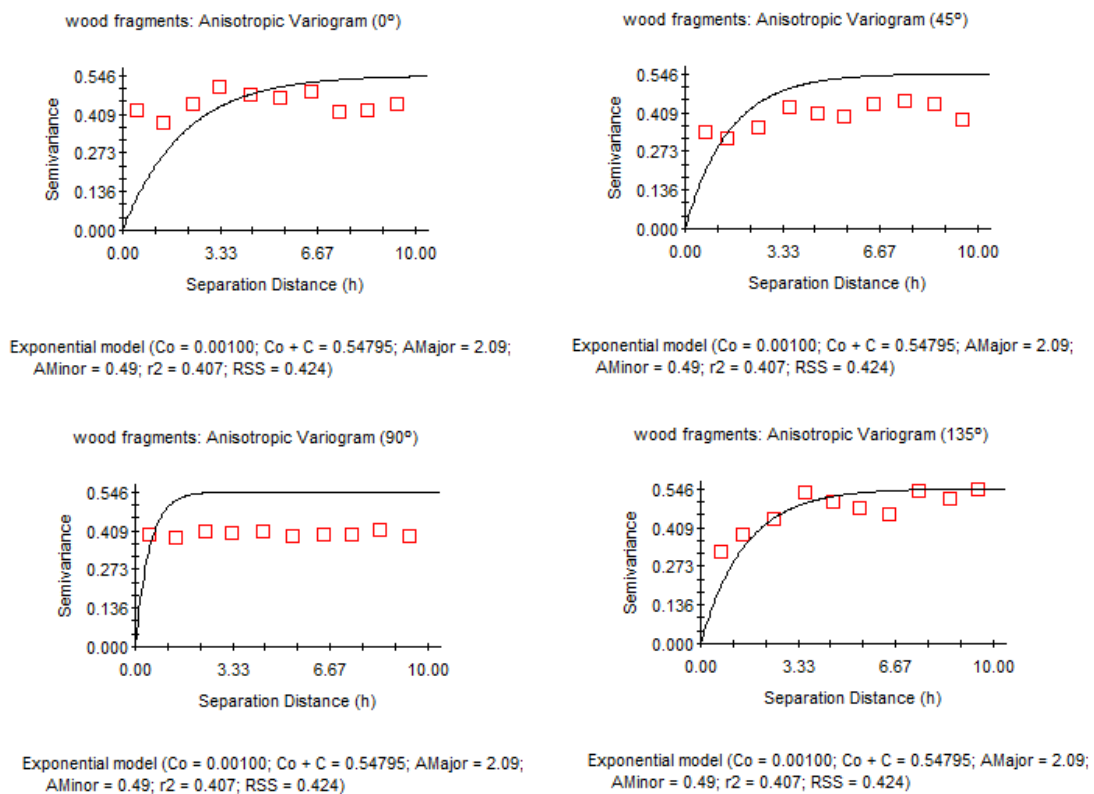 wood fragments: Anisotropic Variogram (0º)
0.546
0.409
0.273
0.136
0.000
Semivariance
0.00 3.33 6.67 10.00
Separation Distance (h)
Exponential model (Co = 0.00100; Co + C = 0.54795; AMajor = 2.09;
AMinor = 0.49; r2 = 0.407; RSS = 0.424)
wood fragments: Anisotropic Variogram (45º)
0.546
0.409
0.273
0.136
0.000
Semivariance
0.00 3.33 6.67 10.00
Separation Distance (h)
Exponential model (Co = 0.00100; Co + C = 0.54795; AMajor = 2.09;
AMinor = 0.49; r2 = 0.407; RSS = 0.424)
wood fragments: Anisotropic Variogram (90º)
0.546
0.409
0.273
0.136
0.000
Semivariance
0.00 3.33 6.67 10.00
Separation Distance (h)
Exponential model (Co = 0.00100; Co + C = 0.54795; AMajor = 2.09;
AMinor = 0.49; r2 = 0.407; RSS = 0.424)
wood fragments: Anisotropic Variogram (135º)
0.546
0.409
0.273
0.136
0.000
Semivariance
0.00 3.33 6.67 10.00
Separation Distance (h)
Exponential model (Co = 0.00100; Co + C = 0.54795; AMajor = 2.09;
AMinor = 0.49; r2 = 0.407; RSS = 0.424)